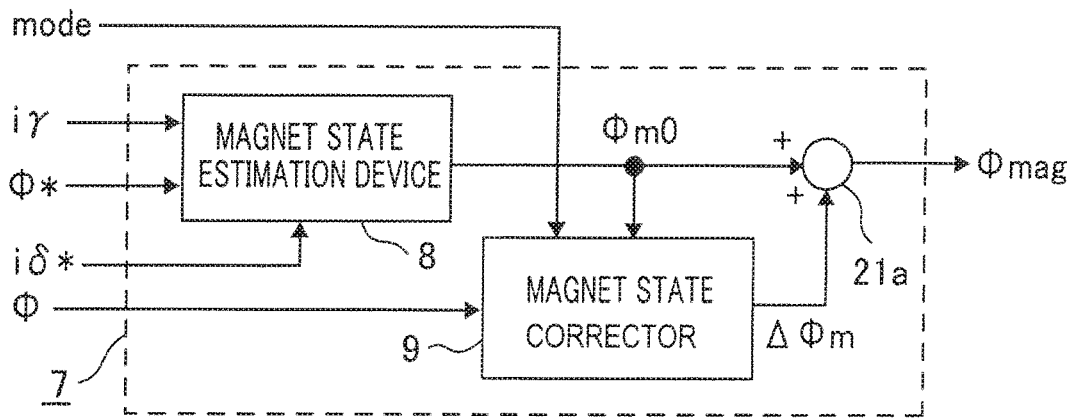 mode
iγ
Φ*
iδ*
Φ
MAGNET STATE
ESTIMATION DEVICE
8
Φm0
+
+
Φmag
21a
MAGNET STATE
CORRECTOR
9
ΔΦm
7